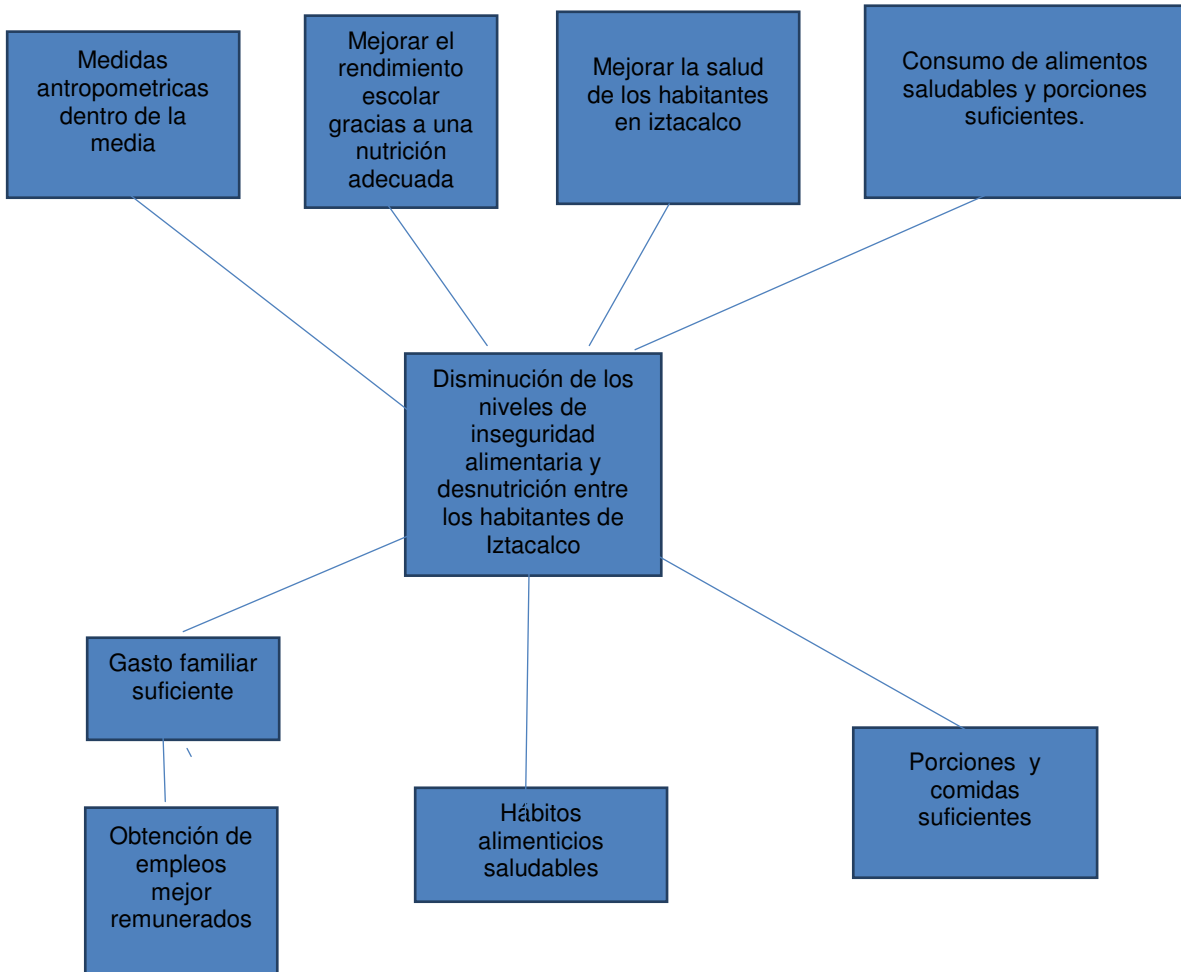 Medidas
antropometricas
dentro de la
media
Mejorar el
rendimiento
escolar
gracias a una
nutrición
adecuada
Mejorar la salud
de los habitantes
en iztacalco
Consumo de alimentos
saludables y porciones
suficientes.
Disminución de los
niveles de
inseguridad
alimentaria y
desnutrición entre
los habitantes de
Iztacalco
Gasto familiar
suficiente
Obtención de
empleos
mejor
remunerados
Hábitos
alimenticios
saludables
Porciones y
comidas
suficientes